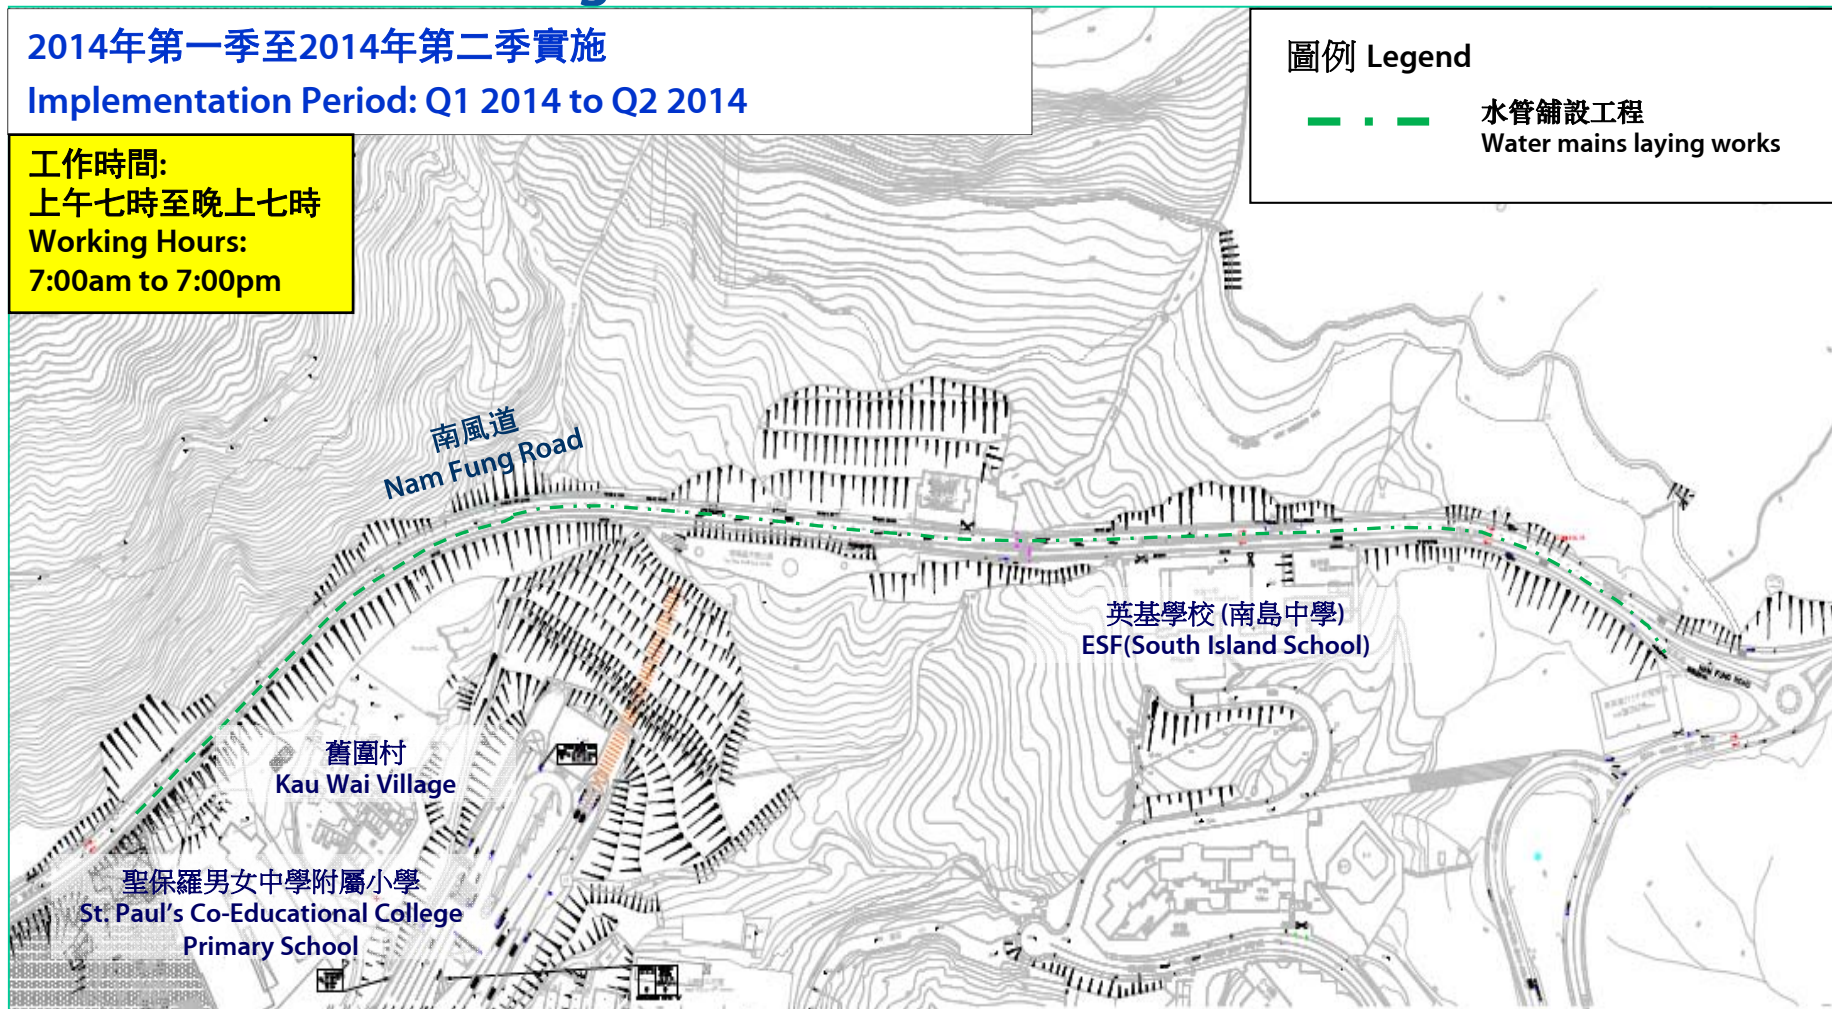 2014年第一季至2014年第二季實施
Implementation Period: Q1 2014 to Q2 2014
圖例 Legend
水管舖設工程
Water mains laying works
工作時間:
上午七時至晚上七時
Working Hours:
7:00am to 7:00pm
南風道
Nam Fung Road
英基學校 (南島中學)
ESF(South Island School)
NAM FUNG ROAD
舊圍村
Kau Wai Village
聖保羅男女中學附屬小學
St. Paul's Co-Educational College
Primary School